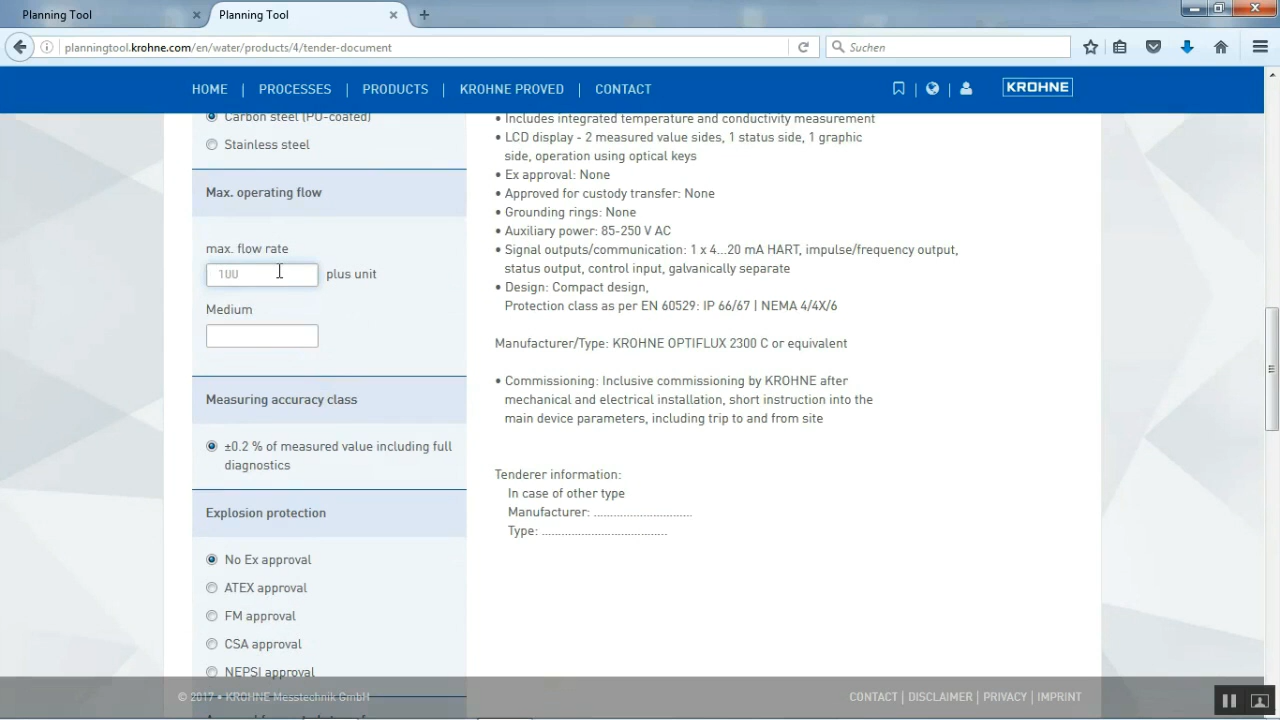 Planning Tool
Planning Tool
planningtool.krohne.com/en/water/products/4/tender-document
Suchen
HOME | PROCESSES | PRODUCTS | KROHNE PROVED | CONTACT
KROHNE
Carbon steel (PU-coated)
Stainless steel
Max. operating flow
max. flow rate
100 plus unit
Medium
Measuring accuracy class
±0.2 % of measured value including full
diagnostics
Explosion protection
No Ex approval
ATEX approval
FM approval
CSA approval
NEPSI approval
• Includes integrated temperature and conductivity measurement
• LCD display - 2 measured value sides, 1 status side, 1 graphic
side, operation using optical keys
• Ex approval: None
• Approved for custody transfer: None
• Grounding rings: None
• Auxiliary power: 85-250 V AC
• Signal outputs/communication: 1 x 4...20 mA HART, impulse/frequency output,
status output, control input, galvanically separate
• Design: Compact design,
Protection class as per EN 60529: IP 66/67 | NEMA 4/4X/6
Manufacturer/Type: KROHNE OPTIFLUX 2300 C or equivalent
• Commissioning: Inclusive commissioning by KROHNE after
mechanical and electrical installation, short instruction into the
main device parameters, including trip to and from site
Tenderer information:
In case of other type
Manufacturer: ................................
Type: .........................................
© 2017 • KROHNE Messtechnik GmbH
CONTACT | DISCLAIMER | PRIVACY | IMPRINT